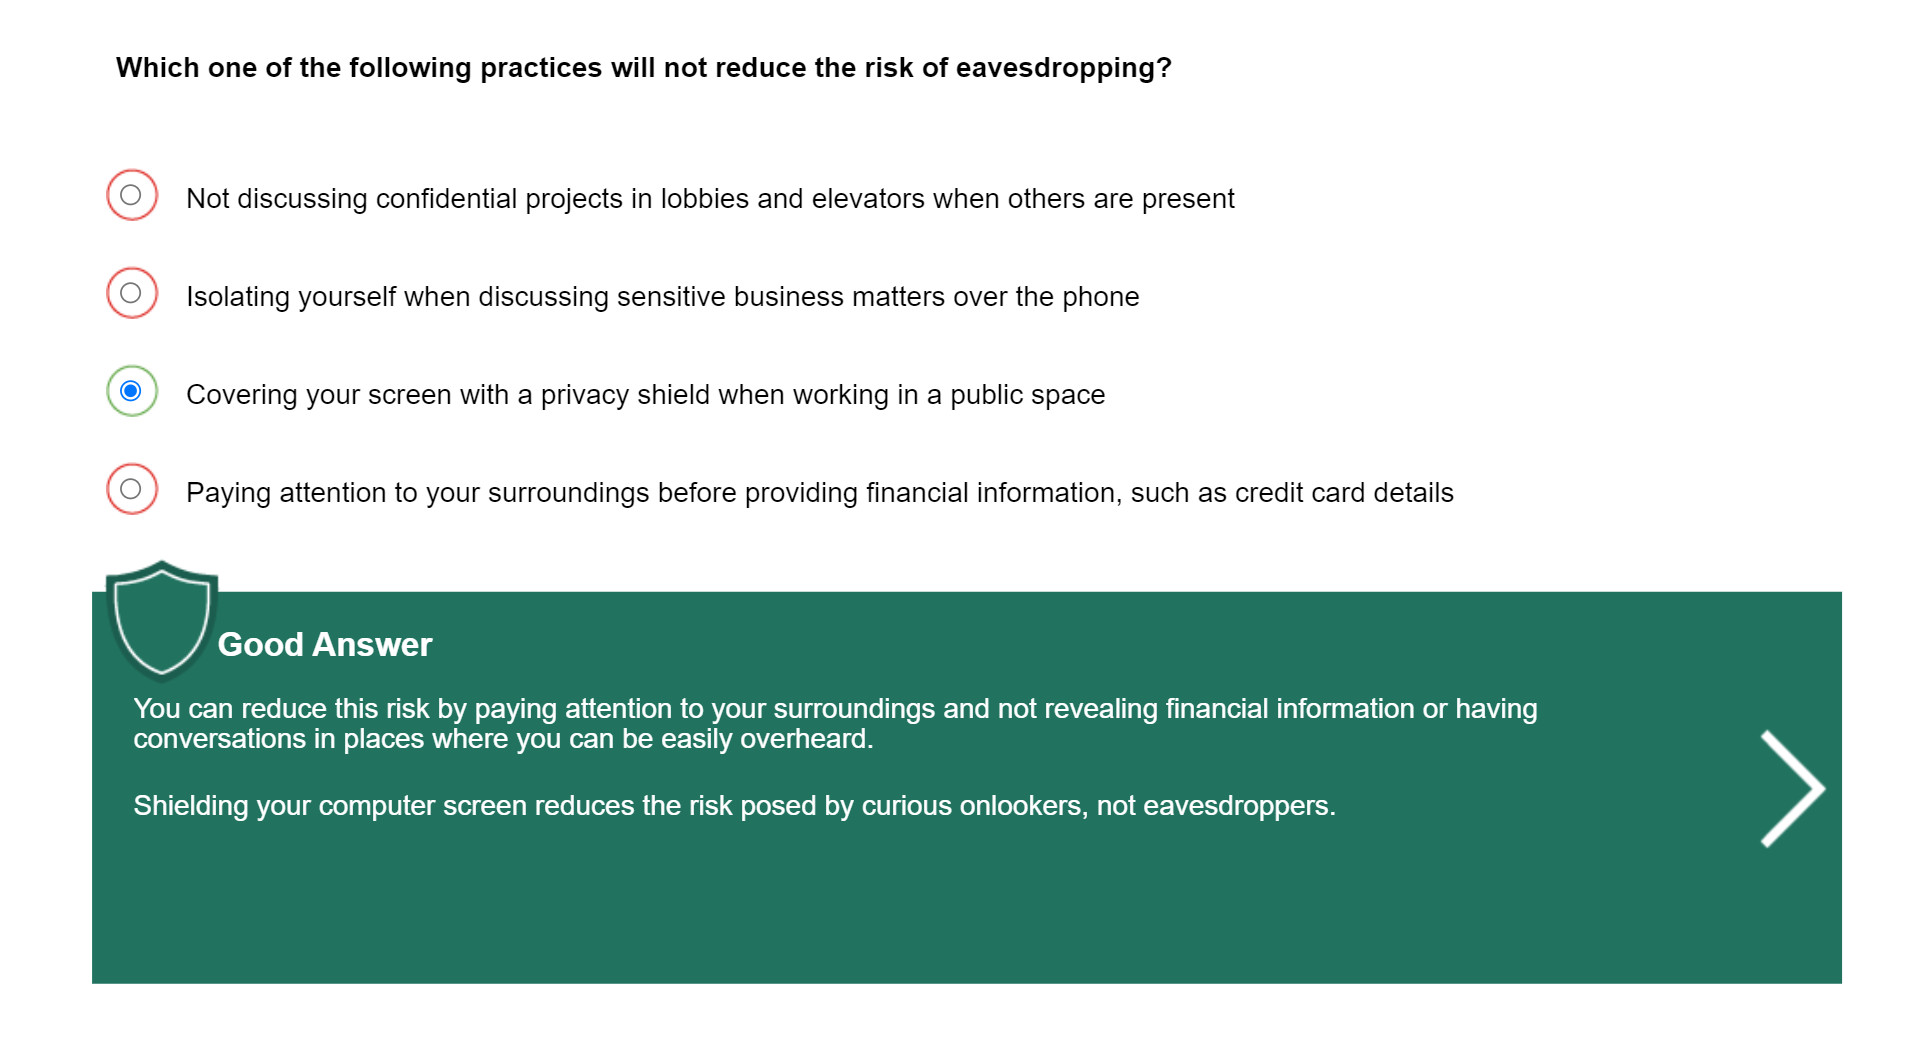 Which one of the following practices will not reduce the risk of eavesdropping?
Not discussing confidential projects in lobbies and elevators when others are present
Isolating yourself when discussing sensitive business matters over the phone
Covering your screen with a privacy shield when working in a public space
Paying attention to your surroundings before providing financial information, such as credit card details
Good Answer
You can reduce this risk by paying attention to your surroundings and not revealing financial information or having
conversations in places where you can be easily overheard.
Shielding your computer screen reduces the risk posed by curious onlookers, not eavesdroppers.